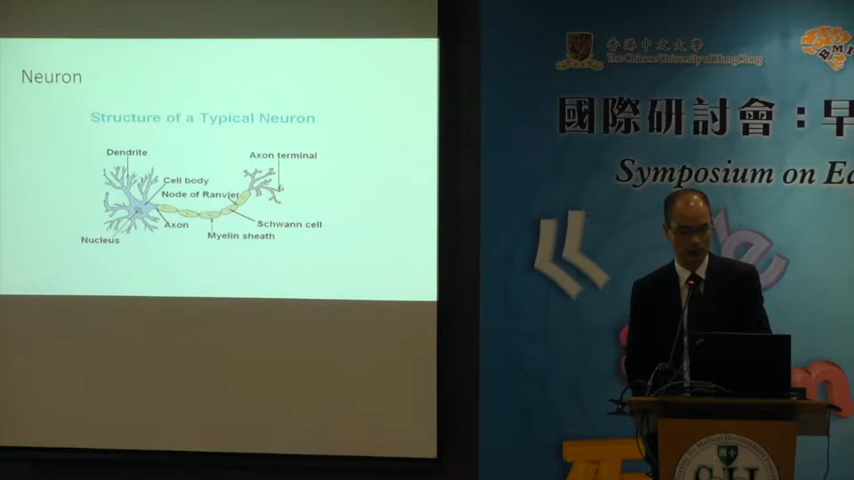 Neuron
Structure of a Typical Neuron
Dendrite
Axon terminal
Cell body
Node of Ranvier
Axon
Schwann cell
Myelin sheath
Nucleus
香港中文大學
The Chinese University of Hong Kong
BMI
國際研討會：早
Symposium on Ea